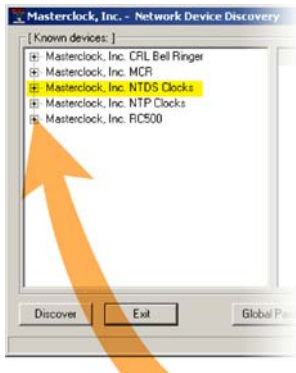 Masterclock, Inc. - Network Device Discovery
[ Known devices: ]
Masterclock, Inc. CRL Bell Ringer
Masterclock, Inc. MCR
Masterclock, Inc. NTDS Clocks
Masterclock, Inc. NTP Clocks
Masterclock, Inc. RC500
Discover Exit Global